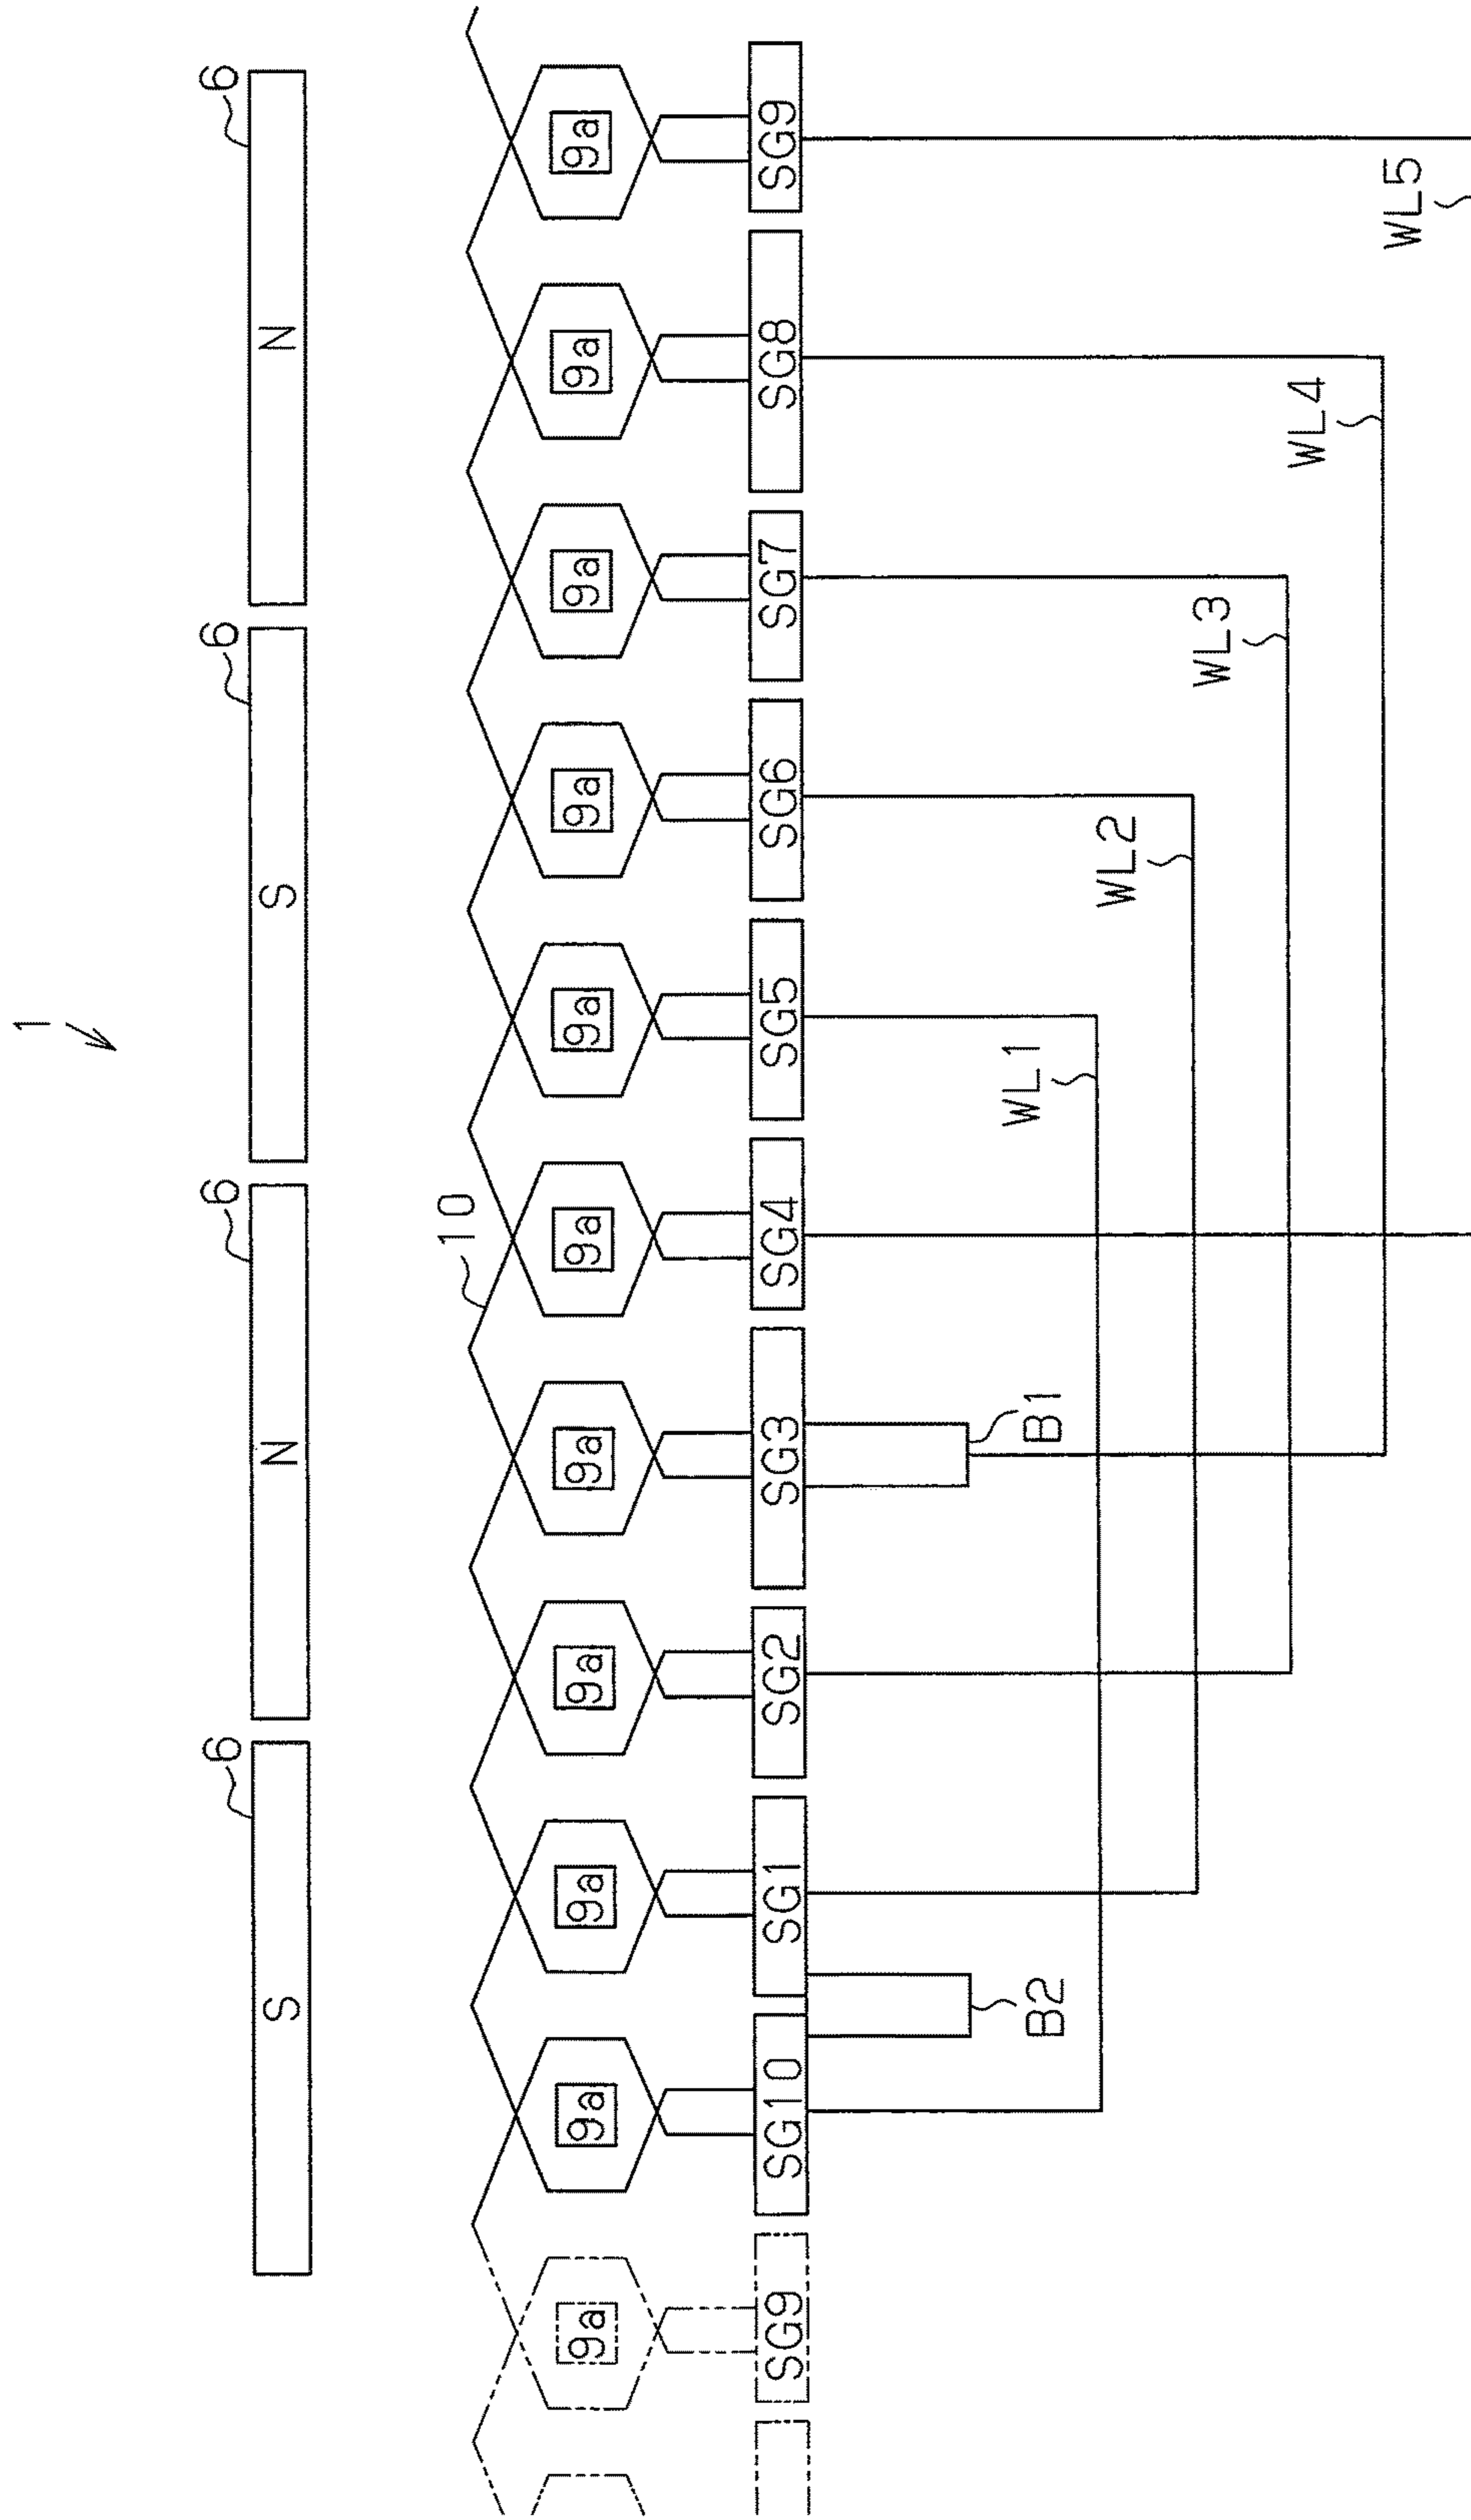 1
6 6 6 6
S N S N
10
9a 9a 9a 9a 9a 9a 9a 9a 9a 9a 9a
SG9 SG10 SG1 SG2 SG3 SG4 SG5 SG6 SG7 SG8 SG9
B2 B1 WL1
WL2
WL3
WL4
WL5